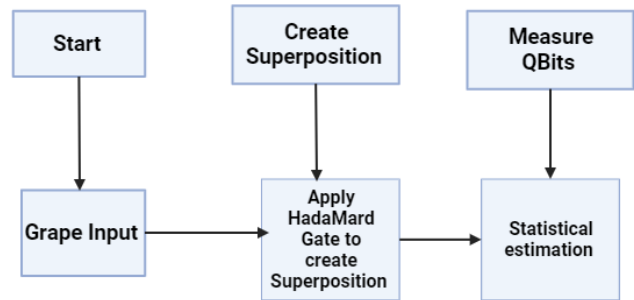 Start
Create
Superposition
Measure
QBits
Grape Input
Apply
HadaMard
Gate to
create
Superposition
Statistical
estimation